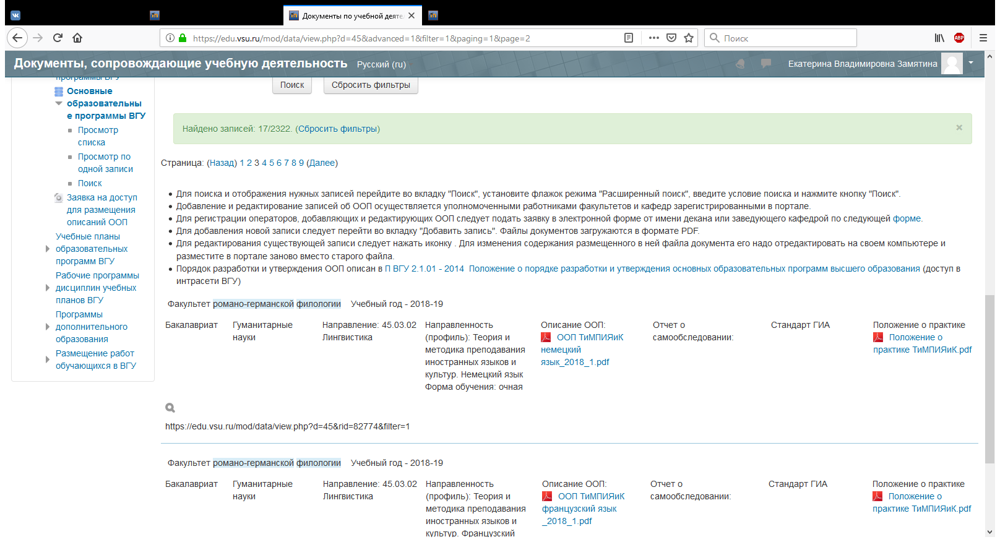 Документы по учебной деяте
https://edu.vsu.ru/mod/data/view.php?d=45&advanced=1&filter=1&paging=1&page=2
Поиск
ABP
Документы, сопровождающие учебную деятельность Русский (ru)
Екатерина Владимировна Замятина
программы ВГУ
Основные
образовательны
е программы ВГУ
Просмотр
списка
Просмотр по
одной записи
Поиск
Заявка на доступ
для размещения
описаний ООП
Учебные планы
образовательных
программ ВГУ
Рабочие программы
дисциплин учебных
планов ВГУ
Программы
дополнительного
образования
Размещение работ
обучающихся в ВГУ
Поиск
Сбросить фильтры
Найдено записей: 17/2322. (Сбросить фильтры)
×
Страница: (Назад) 1 2 3 4 5 6 7 8 9 (Далее)
• Для поиска и отображения нужных записей перейдите во вкладку "Поиск", установите флажок режима "Расширенный поиск", введите условие поиска и нажмите кнопку "Поиск".
• Добавление и редактирование записей об ООП осуществляется уполномоченными работниками факультетов и кафедр зарегистрированными в портале.
• Для регистрации операторов, добавляющих и редактирующих ООП следует подать заявку в электронной форме от имени декана или заведующего кафедрой по следующей форме.
• Для добавления новой записи следует перейти во вкладку "Добавить запись". Файлы документов загружаются в формате PDF.
• Для редактирования существующей записи следует нажать иконку . Для изменения содержания размещенного в ней файла документа его надо отредактировать на своем компьютере и
разместите в портале заново вместо старого файла.
• Порядок разработки и утверждения ООП описан в П ВГУ 2.1.01 - 2014 Положение о порядке разработки и утверждения основных образовательных программ высшего образования (доступ в
интрасети ВГУ)
Факультет романо-германской филологии Учебный год - 2018-19
Бакалавриат
Гуманитарные
науки
Направление: 45.03.02
Лингвистика
Направленность
(профиль): Теория и
методика преподавания
иностранных языков и
культур. Немецкий язык
Форма обучения: очная
Описание ООП:
ООП ТиМПИЯиК
немецкий
язык_2018_1.pdf
Отчет о
самообследовании:
Стандарт ГИА
Положение о практике
Положение о
практике ТиМПИЯиК.pdf
https://edu.vsu.ru/mod/data/view.php?d=45&rid=82774&filter=1
Факультет романо-германской филологии Учебный год - 2018-19
Бакалавриат
Гуманитарные
науки
Направление: 45.03.02
Лингвистика
Направленность
(профиль): Теория и
методика преподавания
иностранных языков и
культур. Французский
Описание ООП:
ООП ТиМПИЯиК
французский язык
_2018_1.pdf
Отчет о
самообследовании:
Стандарт ГИА
Положение о практике
Положение о
практике ТиМПИЯиК.pdf